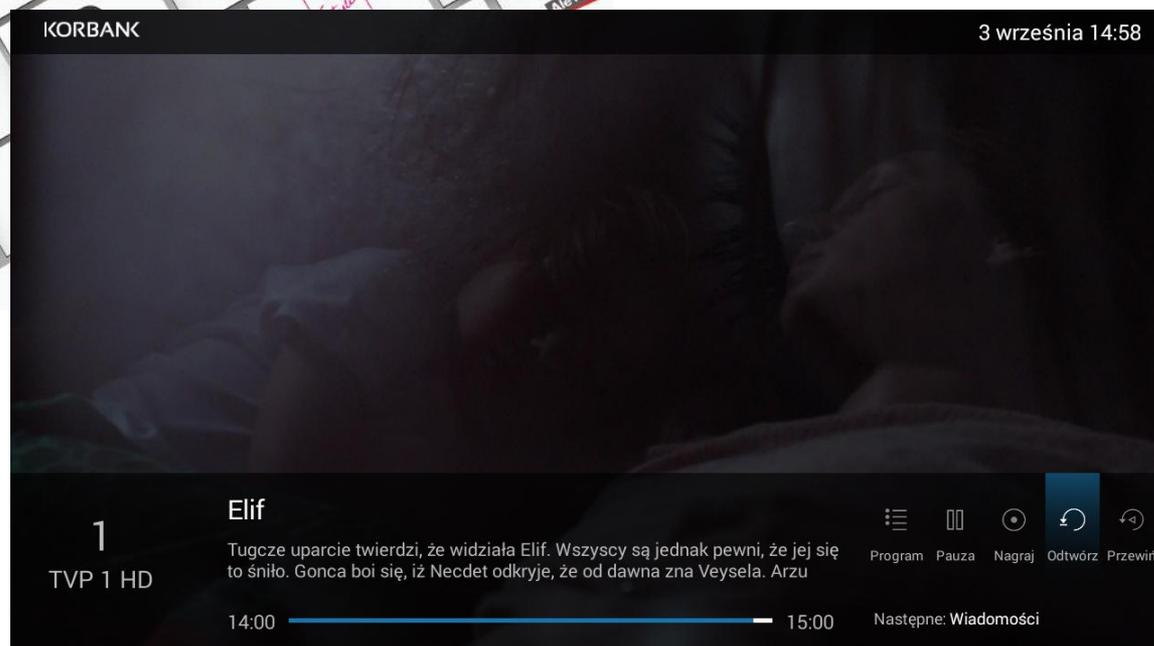 KORBANK
3 września 14:58
Elif
1
TVP 1 HD
Tugcze uparcie twierdzi, że widziała Elif. Wszyscy są jednak pewni, że jej się
to śniło. Gonca boi się, iż Necdet odkryje, że od dawna zna Veysela. Arzu
14:00
15:00
Program Pauza Nagraj Odtwórz Przewiń
Następne: Wiadomości